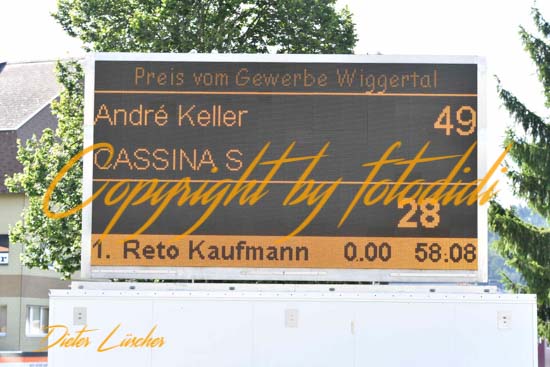 Preis vom Gewerbe Wiggertal
André Keller 49
CASSINA S
Copyright by fotodidi
28
1. Reto Kaufmann 0.00 58.08
Dieter Lüscher